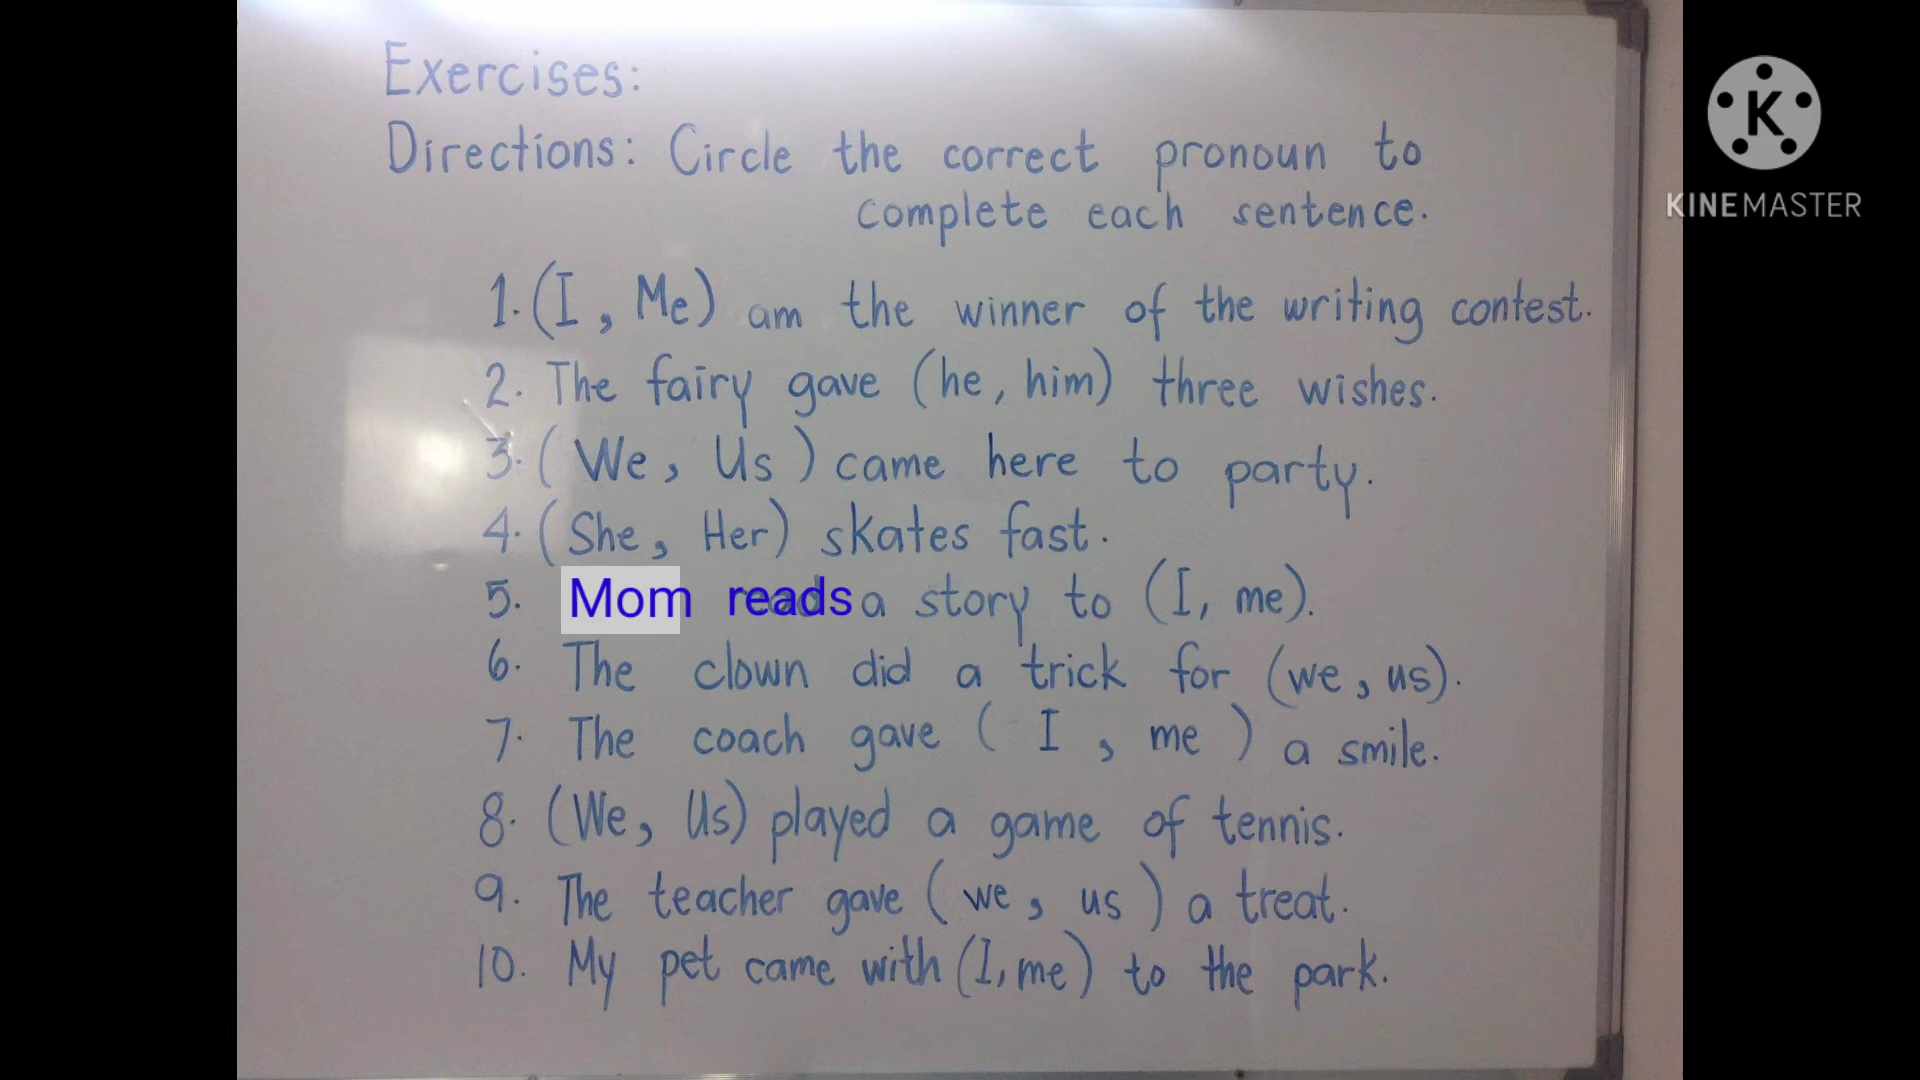 Exercises:
Directions: Circle the correct pronoun to
complete each sentence.
1. (I, Me) am the winner of the writing contest.
2. The fairy gave (he, him) three wishes.
3. (We, Us) came here to party.
4. (She, Her) skates fast.
5. Mom reads a story to (I, me).
6. The clown did a trick for (we, us).
7. The coach gave (I, me) a smile.
8. (We, Us) played a game of tennis.
9. The teacher gave (we, us) a treat.
10. My pet came with (I, me) to the park.
K
KINEMASTER